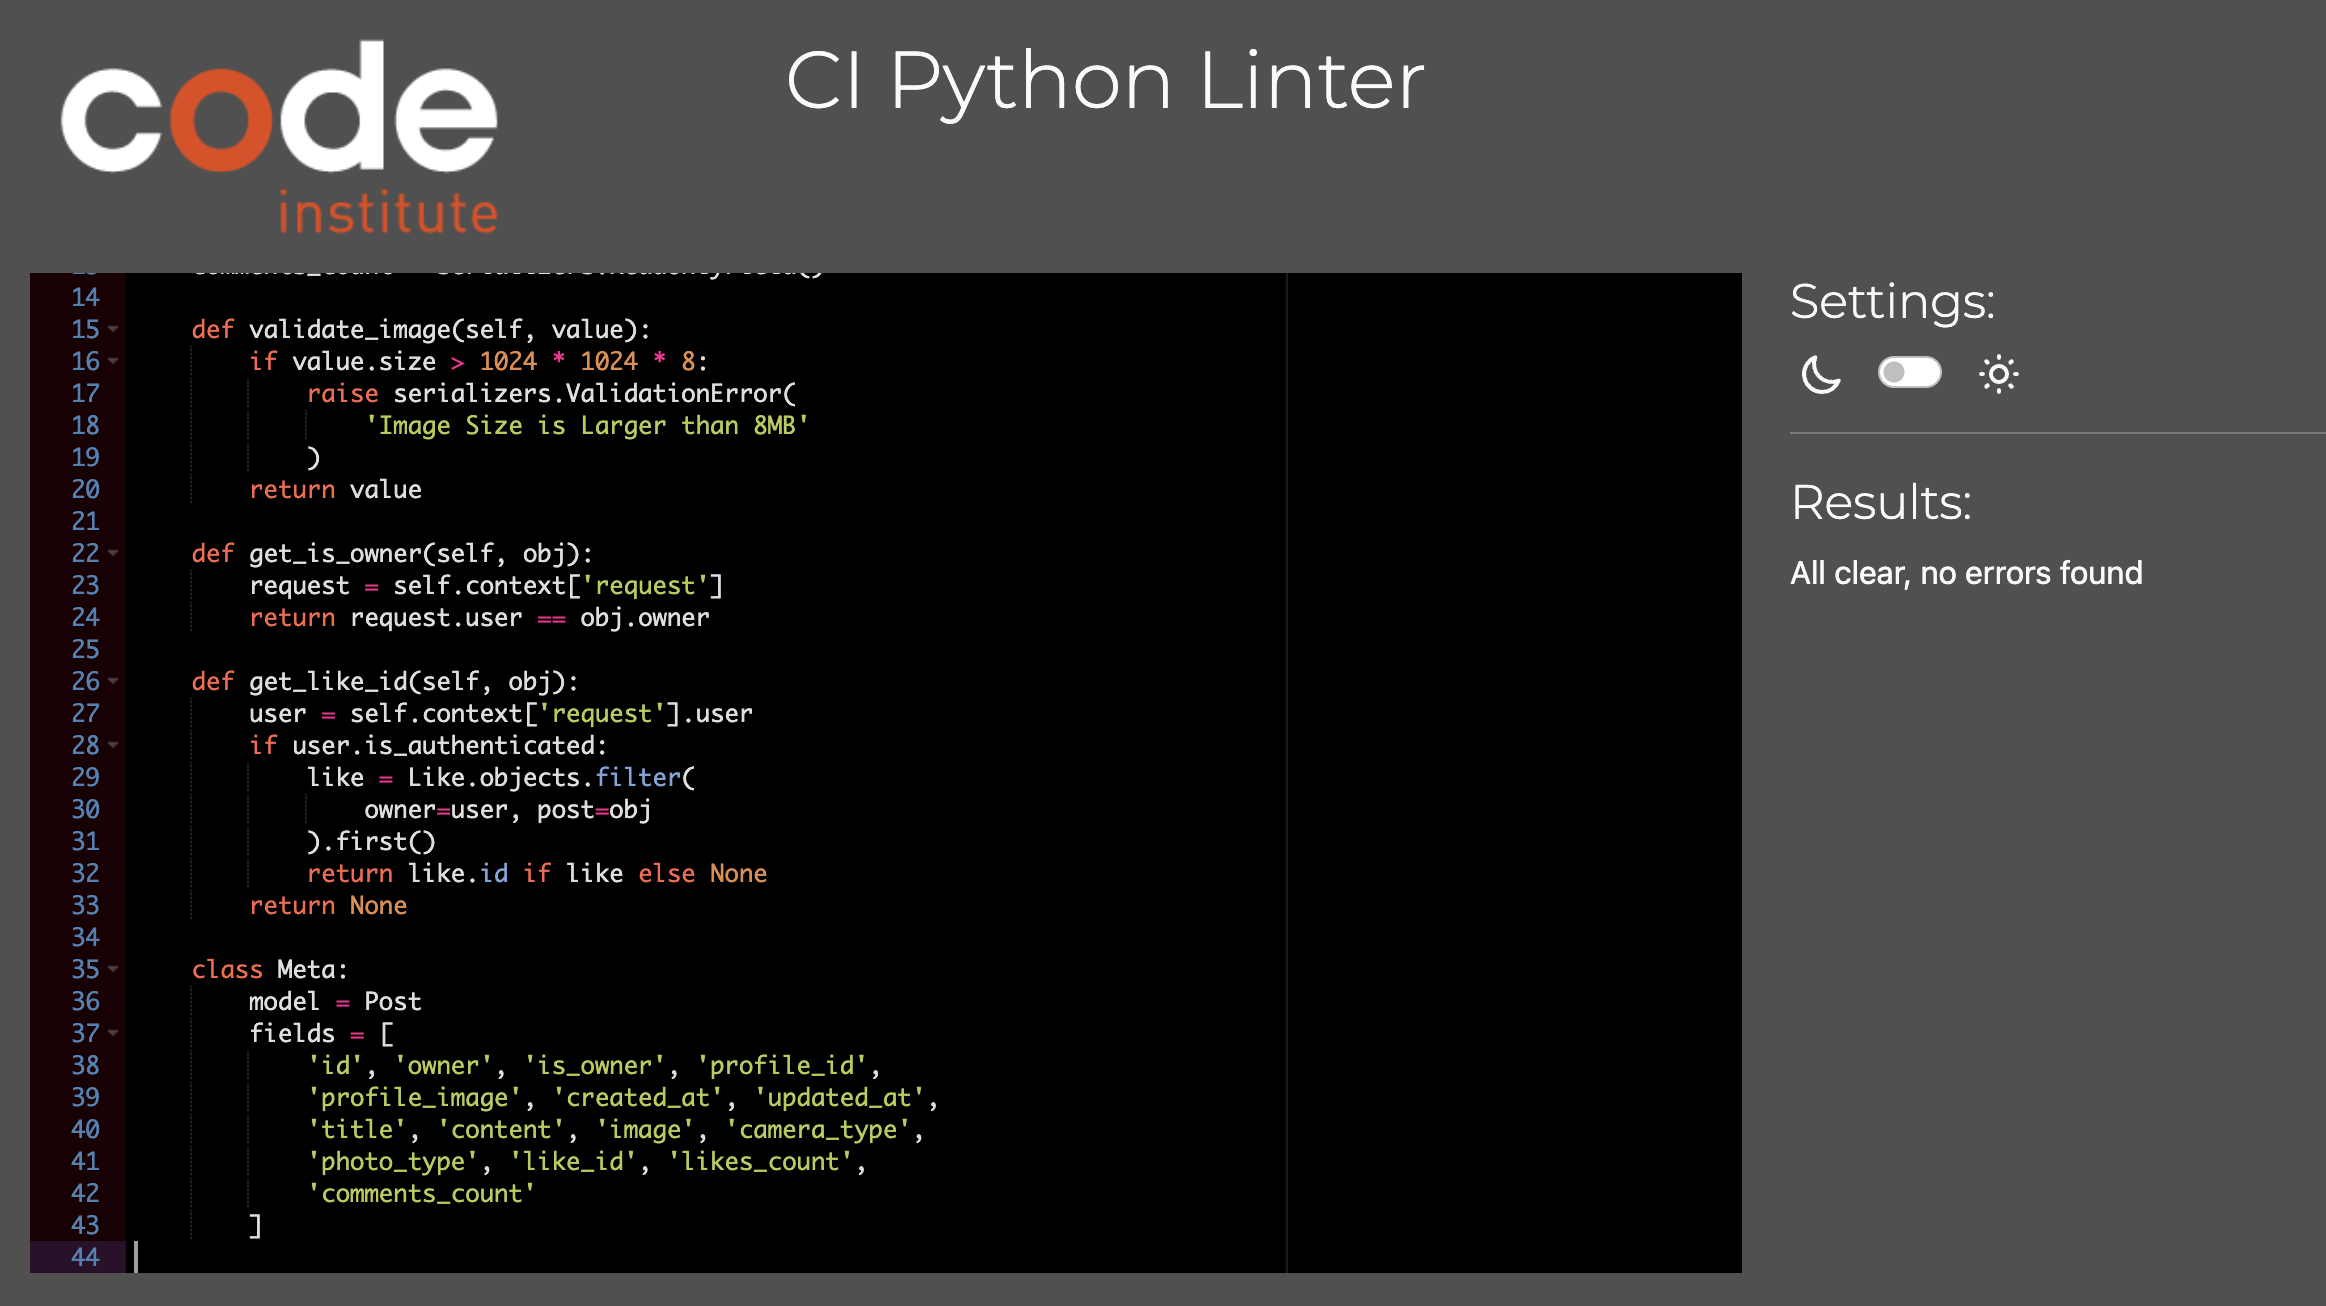 code
institute
CI Python Linter
14
15 def validate_image(self, value):
16 if value.size > 1024 * 1024 * 8:
17 raise serializers.ValidationError(
18 'Image Size is Larger than 8MB'
19 )
20 return value
21
22 def get_is_owner(self, obj):
23 request = self.context['request']
24 return request.user == obj.owner
25
26 def get_like_id(self, obj):
27 user = self.context['request'].user
28 if user.is_authenticated:
29 like = Like.objects.filter(
30 owner=user, post=obj
31 ).first()
32 return like.id if like else None
33 return None
34
35 class Meta:
36 model = Post
37 fields = [
38 'id', 'owner', 'is_owner', 'profile_id',
39 'profile_image', 'created_at', 'updated_at',
40 'title', 'content', 'image', 'camera_type',
41 'photo_type', 'like_id', 'likes_count',
42 'comments_count'
43 ]
44
Settings:
Results:
All clear, no errors found